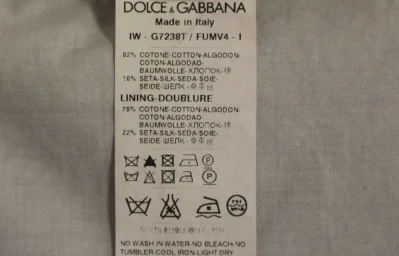 DOLCE & GABBANA
Made in Italy
IW - G7238T / FUMV4 - I
82% COTONE-COTTON-ALGODON-
COTON-ALGODAO-
BAUMWOLLE-ХЛОПОК-棉
18% SETA-SILK-SEDA-SOIE-
SEIDE-ШЕЛК-
LINING-DOUBLURE
78% COTONE-COTTON-ALGODON-
COTON-ALGODAO-
BAUMWOLLE-ХЛОПОК-棉
22% SETA-SILK-SEDA-SOIE-
SEIDE-ШЕЛК-
NO WASH IN WATER-NO BLEACH-NO
TUMBLER-COOL IRON-LIGHT DRY